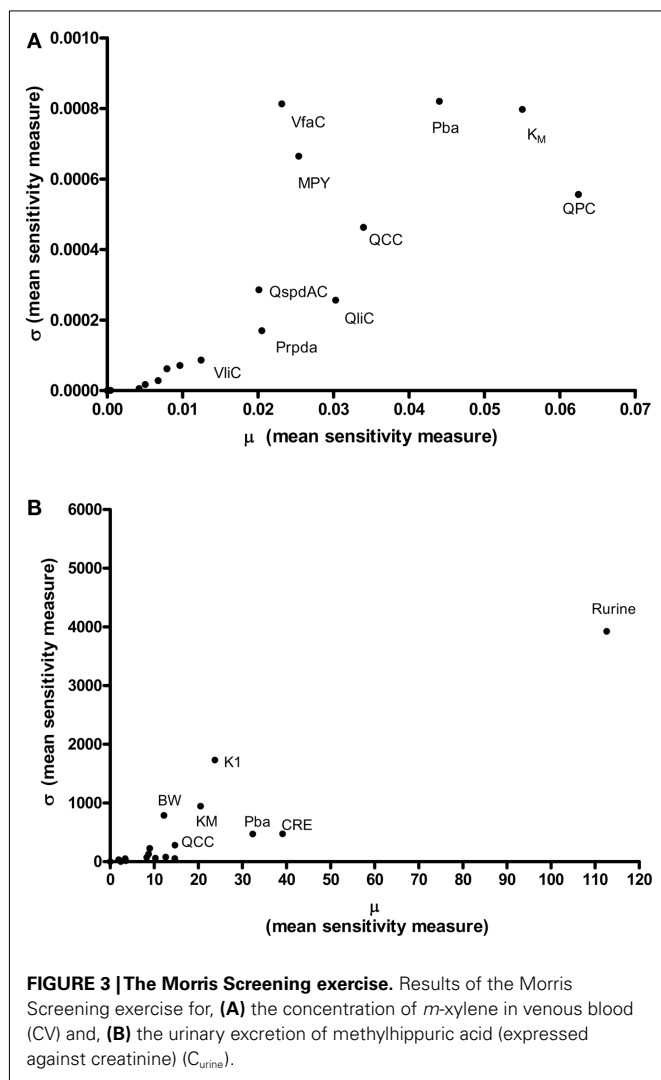 A
0.0010
0.0008
0.0006
0.0004
0.0002
0.0000
σ (mean sensitivity measure)
VfaC
Pba
K_M
MPY
QPC
QCC
QspdAC
QliC
Prpda
VliC
0.00 0.01 0.02 0.03 0.04 0.05 0.06 0.07
μ (mean sensitivity measure)
B
6000
5000
4000
3000
2000
1000
0
σ (mean sensitivity measure)
Rurine
K1
BW
KM
Pba
CRE
QCC
0 10 20 30 40 50 60 70 80 90 100 110 120
μ
(mean sensitivity measure)
FIGURE 3 | The Morris Screening exercise. Results of the Morris
Screening exercise for, (A) the concentration of m-xylene in venous blood
(CV) and, (B) the urinary excretion of methylhippuric acid (expressed
against creatinine) (C_urine).